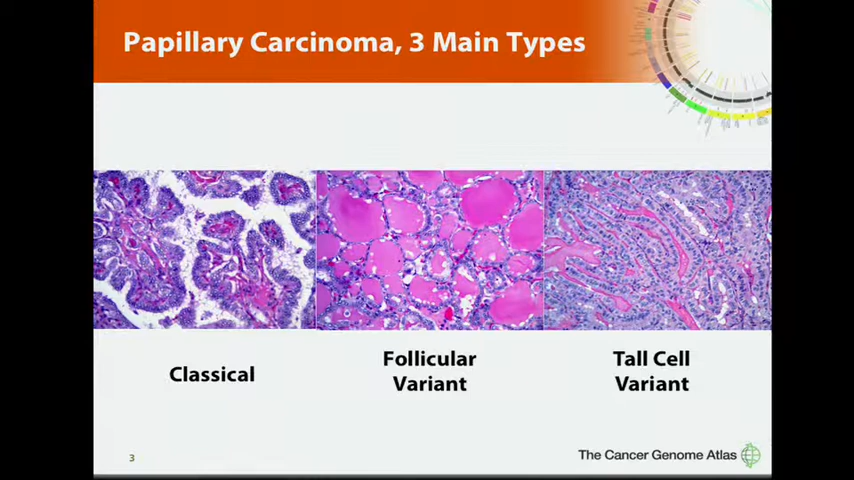 Papillary Carcinoma, 3 Main Types
Classical
Follicular
Variant
Tall Cell
Variant
3
The Cancer Genome Atlas